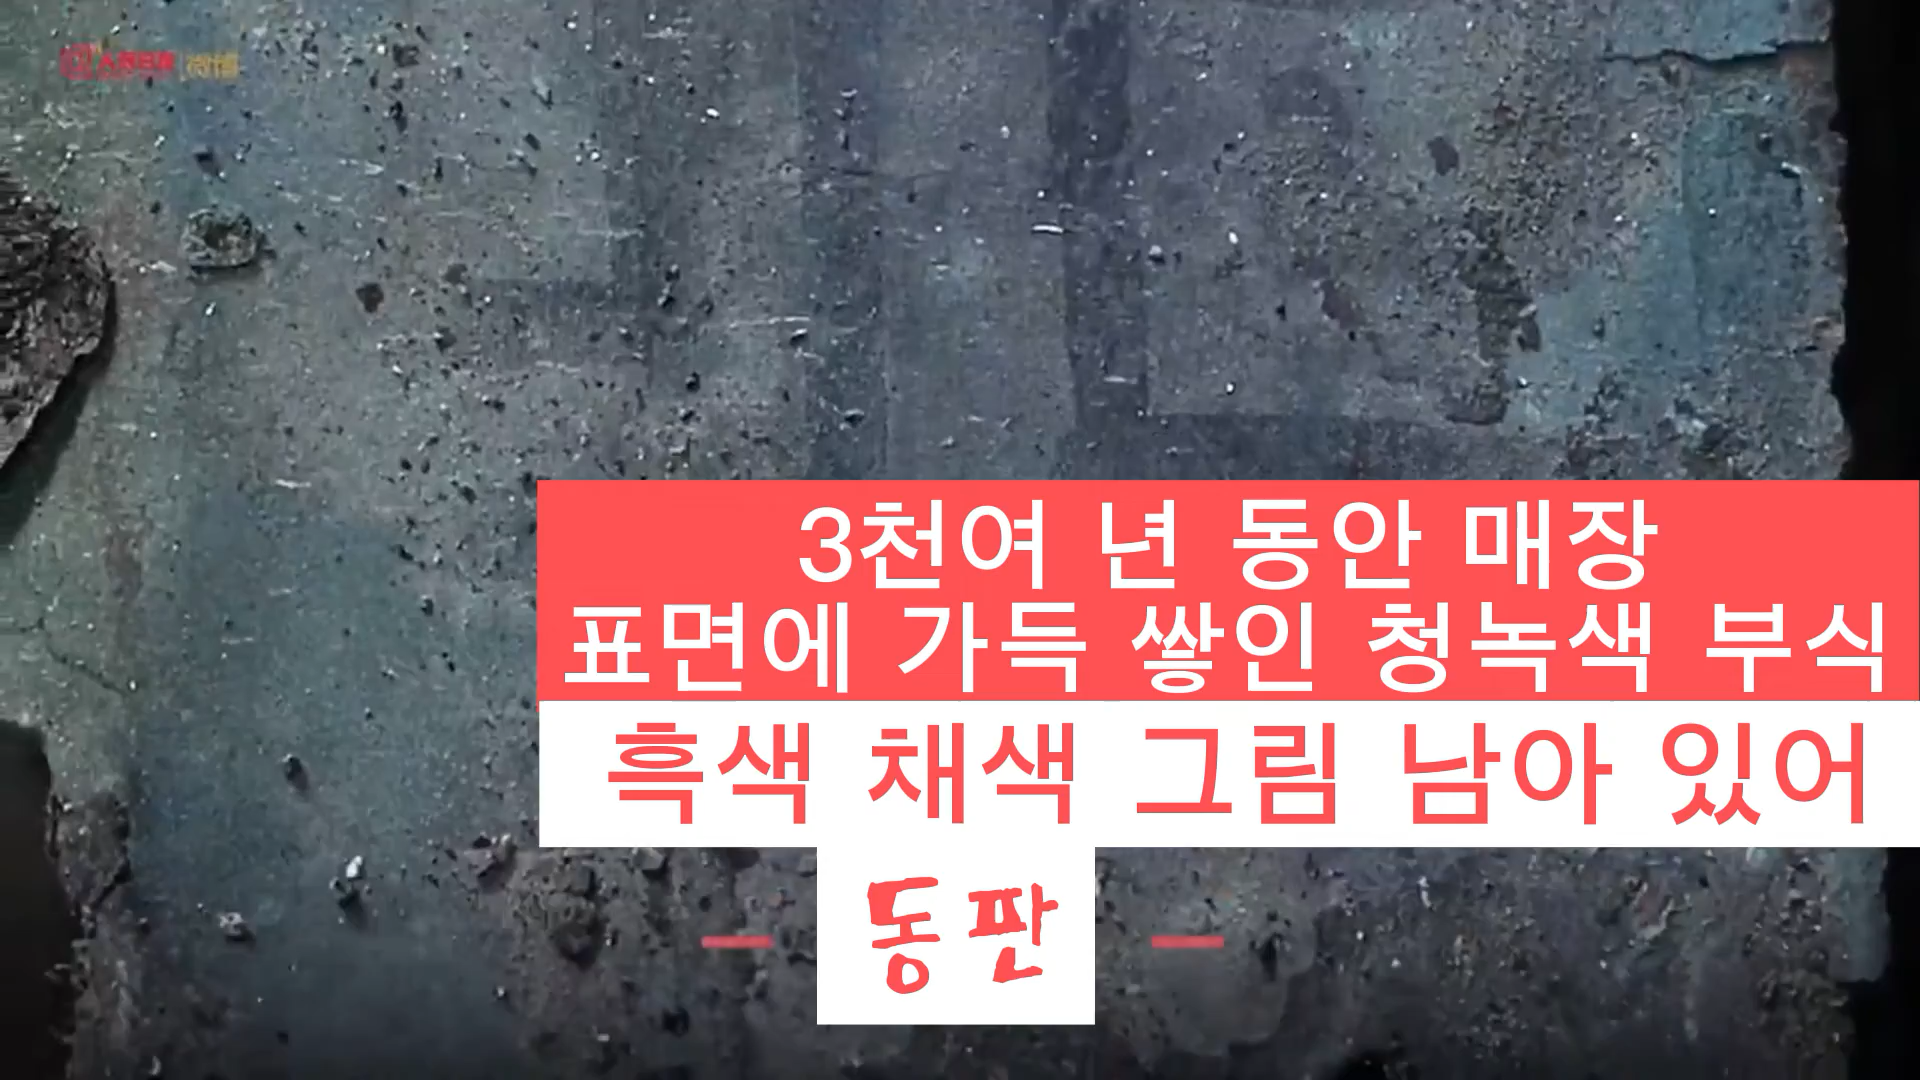 3천여 년 동안 매장
표면에 가득 쌓인 청녹색 부식
흑색 채색 그림 남아 있어
동판